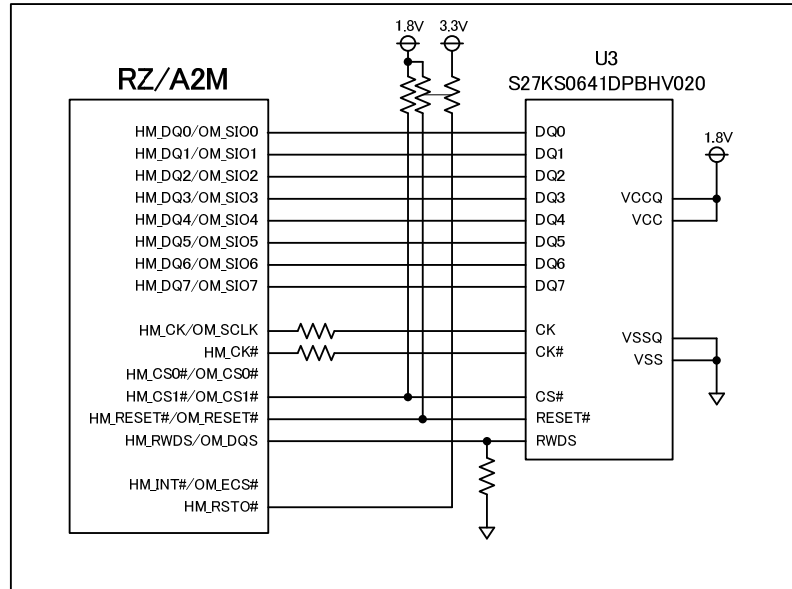 1.8V 3.3V
RZ/A2M
U3
S27KS0641DPBHV020
1.8V
HM_DQ0/OM_SIO0 DQ0
HM_DQ1/OM_SIO1 DQ1
HM_DQ2/OM_SIO2 DQ2
HM_DQ3/OM_SIO3 DQ3 VCCQ
HM_DQ4/OM_SIO4 DQ4 VCC
HM_DQ5/OM_SIO5 DQ5
HM_DQ6/OM_SIO6 DQ6
HM_DQ7/OM_SIO7 DQ7
HM_CK/OM_SCLK CK VSSQ
HM_CK# CK# VSS
HM_CS0#/OM_CS0#
HM_CS1#/OM_CS1# CS#
HM_RESET#/OM_RESET# RESET#
HM_RWDS/OM_DQS RWDS
HM_INT#/OM_ECS#
HM_RSTO#